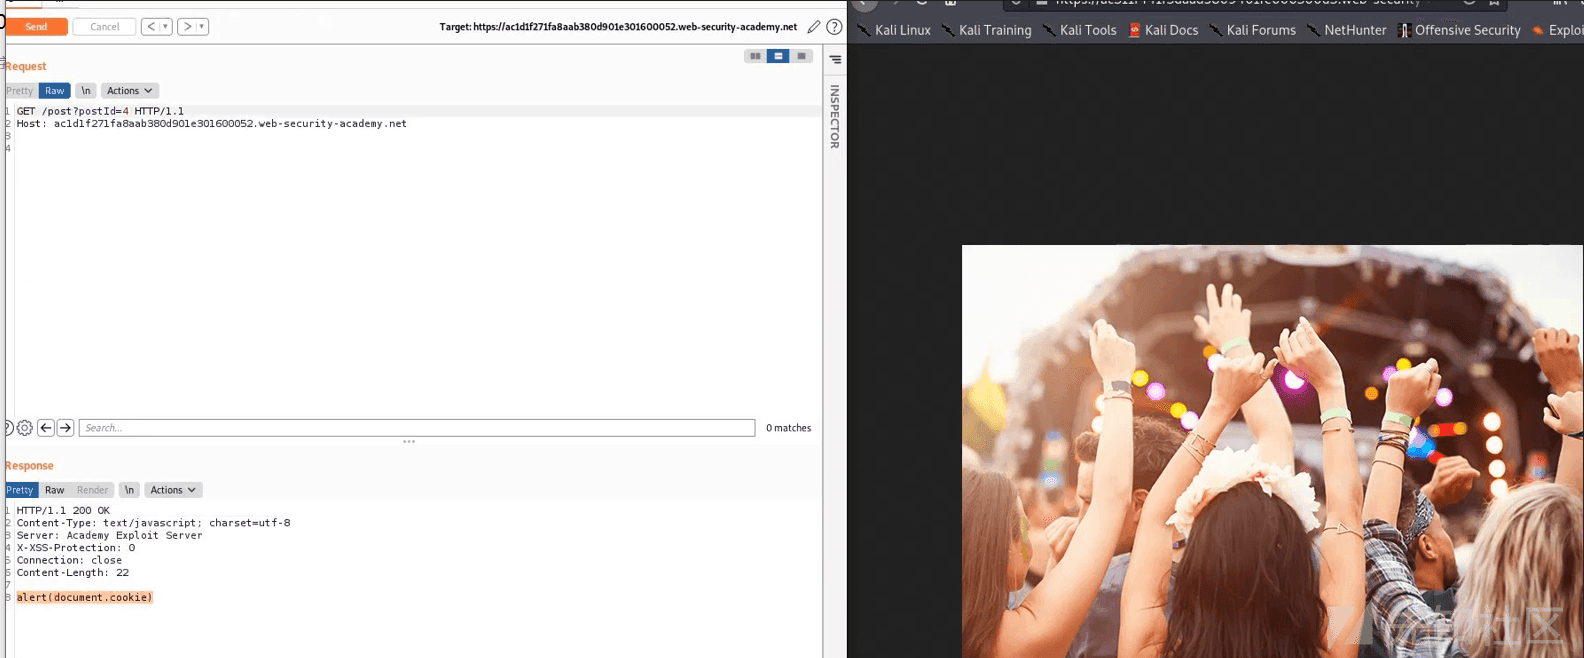 Send Cancel < > Target: https://ac1d1f271fa8aab380d901e301600052.web-security-academy.net
Request
Pretty Raw \n Actions
1 GET /post?postId=4 HTTP/1.1
2 Host: ac1d1f271fa8aab380d901e301600052.web-security-academy.net
3
4
INSPECTOR
Search... 0 matches
Response
Pretty Raw Render \n Actions
1 HTTP/1.1 200 OK
2 Content-Type: text/javascript; charset=utf-8
3 Server: Academy Exploit Server
4 X-XSS-Protection: 0
5 Connection: close
6 Content-Length: 22
7
8 alert(document.cookie)
Kali Linux Kali Training Kali Tools Kali Docs Kali Forums NetHunter Offensive Security Exploi
社区